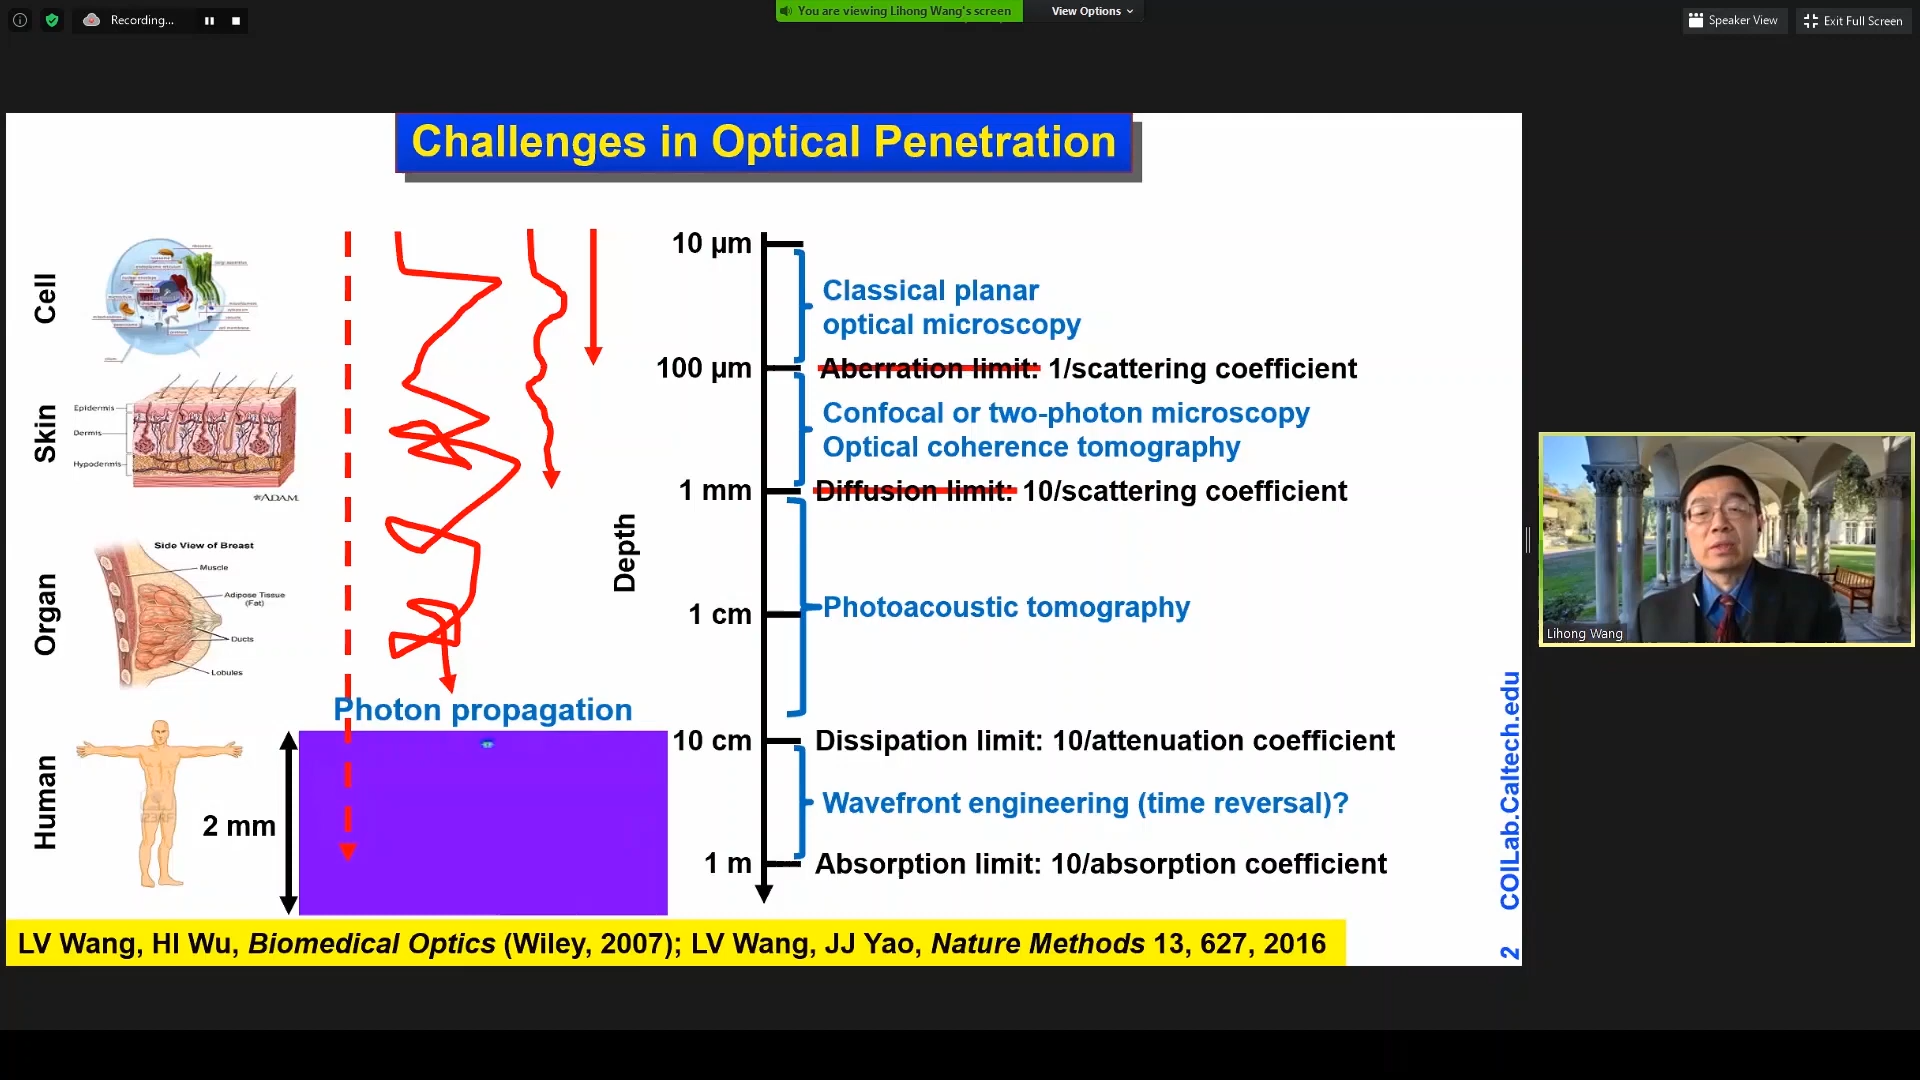 Recording...
You are viewing Lihong Wang's screen
View Options
Speaker View
Exit Full Screen
Challenges in Optical Penetration
Cell
Skin
Epidermis
Dermis
Hypodermis
ADAM.
Organ
Side View of Breast
Muscle
Adipose Tissue
(Fat)
Ducts
Lobules
Human
2 mm
Photon propagation
Depth
10 µm
Classical planar
optical microscopy
100 µm
Aberration limit: 1/scattering coefficient
Confocal or two-photon microscopy
Optical coherence tomography
1 mm
Diffusion limit: 10/scattering coefficient
1 cm
Photoacoustic tomography
10 cm
Dissipation limit: 10/attenuation coefficient
Wavefront engineering (time reversal)?
1 m
Absorption limit: 10/absorption coefficient
LV Wang, HI Wu, Biomedical Optics (Wiley, 2007); LV Wang, JJ Yao, Nature Methods 13, 627, 2016
2 COILab.Caltech.edu
Lihong Wang